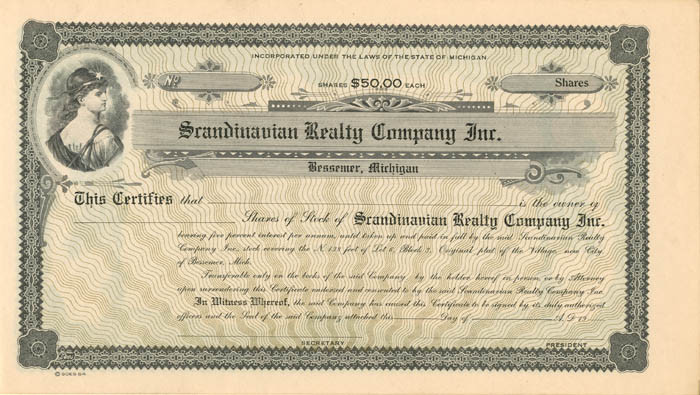 INCORPORATED UNDER THE LAWS OF THE STATE OF MICHIGAN.
No.
SHARES $50.00 EACH
Shares
Scandinavian Realty Company Inc.
Bessemer, Michigan
This Certifies that is the owner of
Shares of Stock of Scandinavian Realty Company Inc.
bearing five percent interest per annum, until taken up and paid in full by the said Scandinavian Realty
Company Inc., stock covering the N. 122 feet of Lot 6, Block 5, Original plat of the Village, now City
of Bessemer, Mich.
Transferable only on the books of the said Company by the holder hereof in person or by Attorney
upon surrendering this Certificate endorsed and consented to by the said Scandinavian Realty Company Inc.
In Witness Whereof, the said Company has caused this Certificate to be signed by its duly authorized
officers and the Seal of the said Company attached this Day of A.D. 19
SECRETARY
PRESIDENT